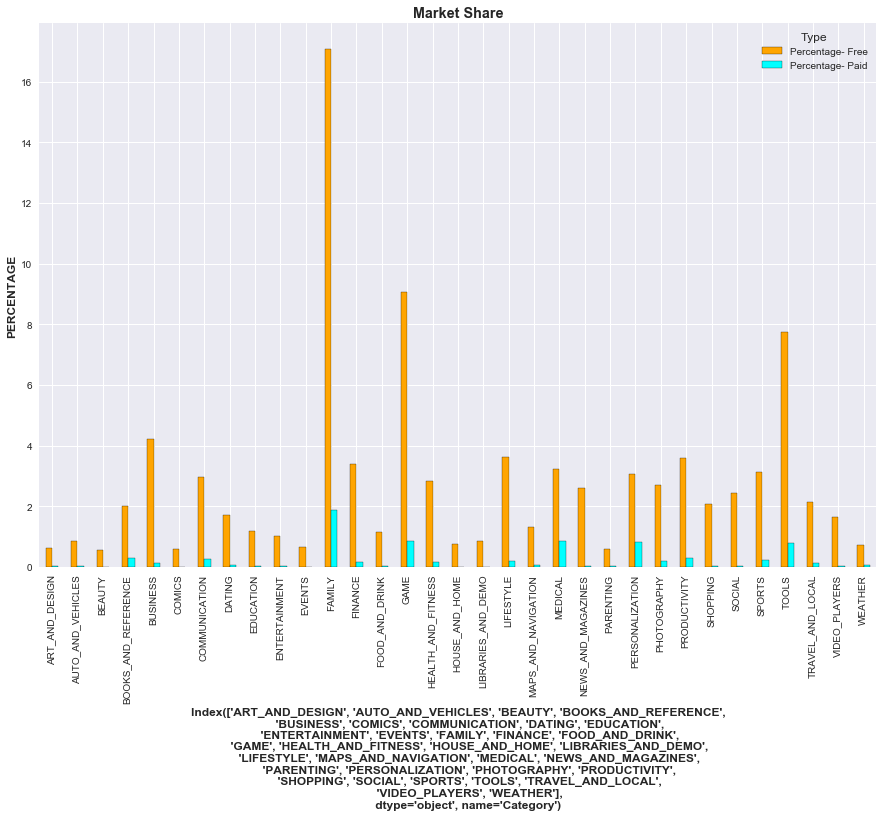 Market Share
Type
Percentage- Free
Percentage- Paid
PERCENTAGE
16
14
12
10
8
6
4
2
0
ART_AND_DESIGN
AUTO_AND_VEHICLES
BEAUTY
BOOKS_AND_REFERENCE
BUSINESS
COMICS
COMMUNICATION
DATING
EDUCATION
ENTERTAINMENT
EVENTS
FAMILY
FINANCE
FOOD_AND_DRINK
GAME
HEALTH_AND_FITNESS
HOUSE_AND_HOME
LIBRARIES_AND_DEMO
LIFESTYLE
MAPS_AND_NAVIGATION
MEDICAL
NEWS_AND_MAGAZINES
PARENTING
PERSONALIZATION
PHOTOGRAPHY
PRODUCTIVITY
SHOPPING
SOCIAL
SPORTS
TOOLS
TRAVEL_AND_LOCAL
VIDEO_PLAYERS
WEATHER
Index(['ART_AND_DESIGN', 'AUTO_AND_VEHICLES', 'BEAUTY', 'BOOKS_AND_REFERENCE',
'BUSINESS', 'COMICS', 'COMMUNICATION', 'DATING', 'EDUCATION',
'ENTERTAINMENT', 'EVENTS', 'FAMILY', 'FINANCE', 'FOOD_AND_DRINK',
'GAME', 'HEALTH_AND_FITNESS', 'HOUSE_AND_HOME', 'LIBRARIES_AND_DEMO',
'LIFESTYLE', 'MAPS_AND_NAVIGATION', 'MEDICAL', 'NEWS_AND_MAGAZINES',
'PARENTING', 'PERSONALIZATION', 'PHOTOGRAPHY', 'PRODUCTIVITY',
'SHOPPING', 'SOCIAL', 'SPORTS', 'TOOLS', 'TRAVEL_AND_LOCAL',
'VIDEO_PLAYERS', 'WEATHER'],
dtype='object', name='Category')